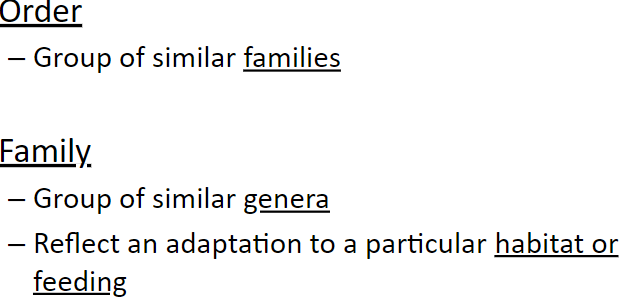 Order
– Group of similar families
Family
– Group of similar genera
– Reflect an adaptation to a particular habitat or
feeding